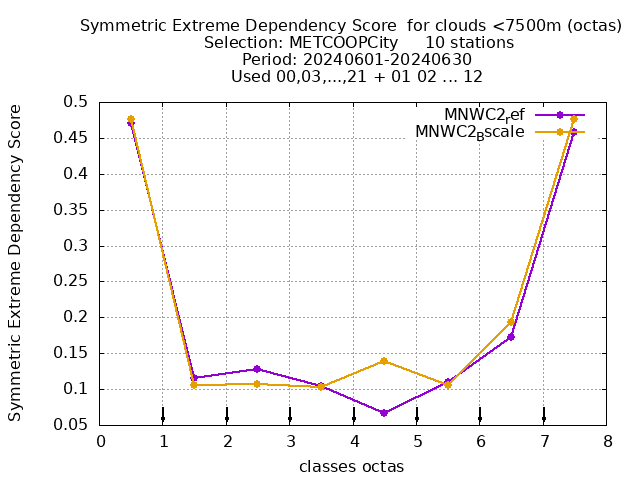 Symmetric Extreme Dependency Score for clouds <7500m (octas)
Selection: METCOOPCity 10 stations
Period: 20240601-20240630
Used 00,03,...,21 + 01 02 ... 12
Symmetric Extreme Dependency Score
0.5
0.45
0.4
0.35
0.3
0.25
0.2
0.15
0.1
0.05
MNWC2ref
MNWC2Bscale
0 1 2 3 4 5 6 7 8
classes octas